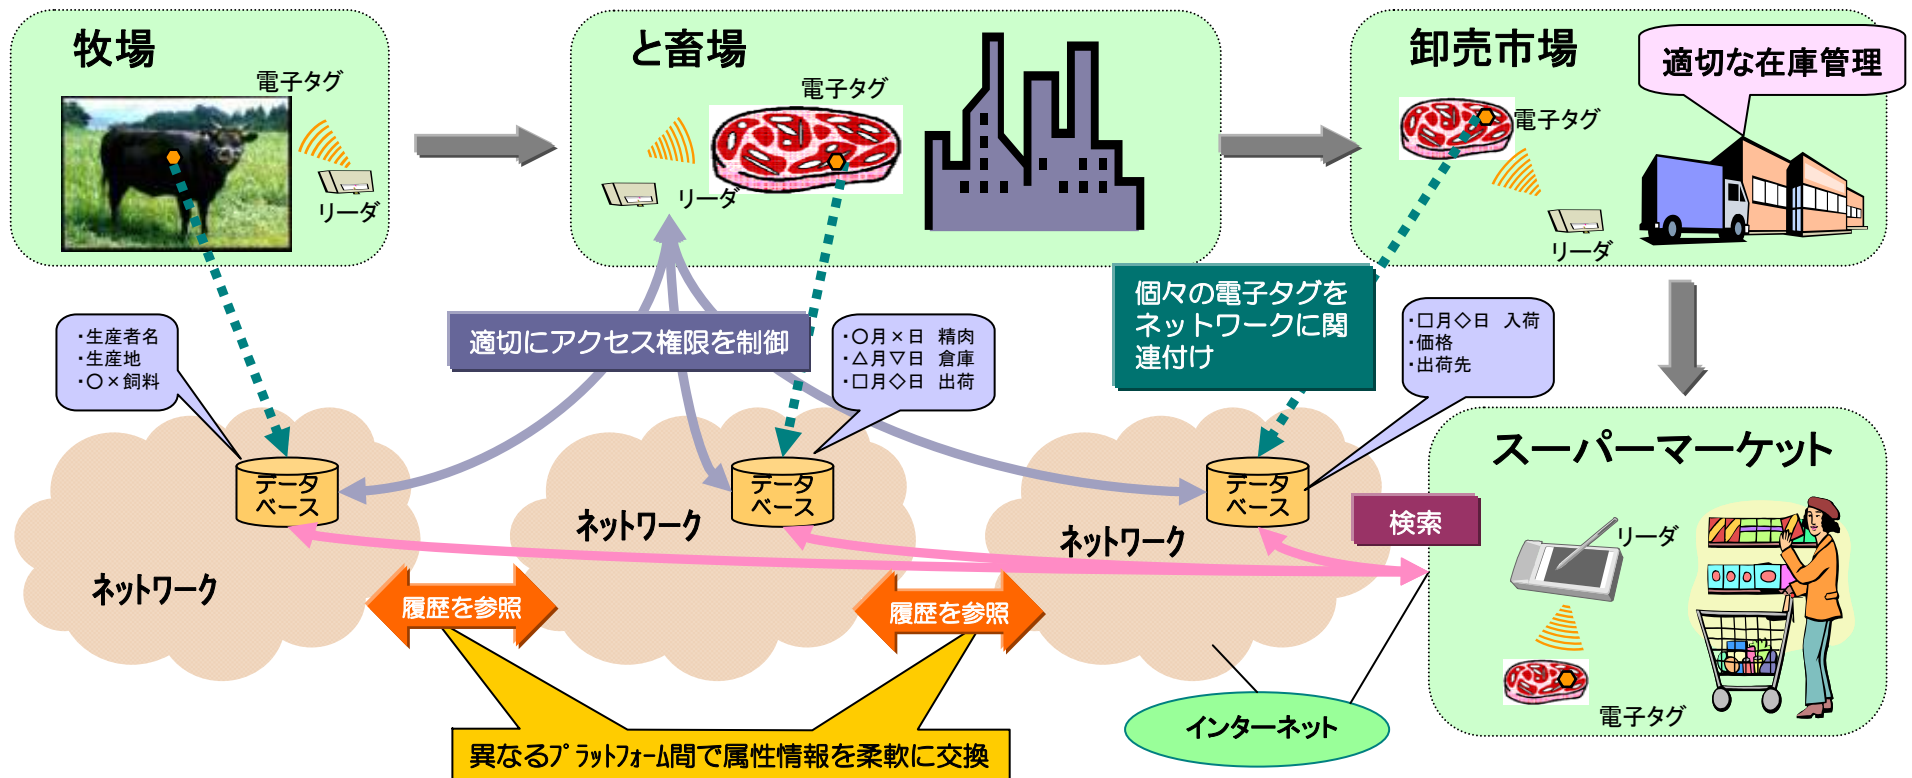 牧場
電子タグ
リーダ
と畜場
電子タグ
リーダ
卸売市場
適切な在庫管理
電子タグ
リーダ
・生産者名
・生産地
・〇×飼料
適切にアクセス権限を制御
・〇月×日 精肉
・△月▽日 倉庫
・□月◇日 出荷
個々の電子タグを
ネットワークに関
連付け
・□月◇日 入荷
・価格
・出荷先
データ
ベース
ネットワーク
データ
ベース
ネットワーク
データ
ベース
ネットワーク
検索
スーパーマーケット
リーダ
電子タグ
履歴を参照
履歴を参照
異なるプラットフォーム間で属性情報を柔軟に交換
インターネット